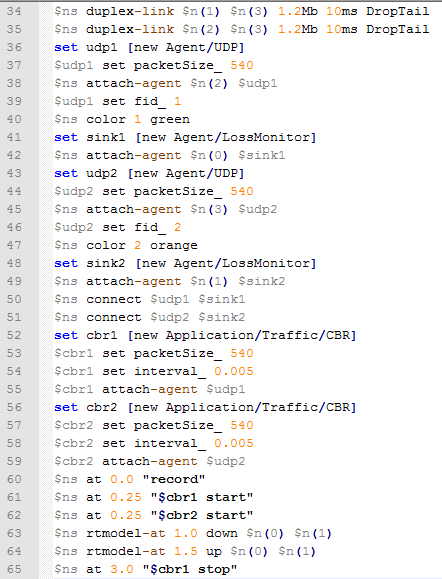 34 $ns duplex-link $n(1) $n(3) 1.2Mb 10ms DropTail
35 $ns duplex-link $n(2) $n(3) 1.2Mb 10ms DropTail
36 set udp1 [new Agent/UDP]
37 $udp1 set packetSize_ 540
38 $ns attach-agent $n(2) $udp1
39 $udp1 set fid_ 1
40 $ns color 1 green
41 set sink1 [new Agent/LossMonitor]
42 $ns attach-agent $n(0) $sink1
43 set udp2 [new Agent/UDP]
44 $udp2 set packetSize_ 540
45 $ns attach-agent $n(3) $udp2
46 $udp2 set fid_ 2
47 $ns color 2 orange
48 set sink2 [new Agent/LossMonitor]
49 $ns attach-agent $n(1) $sink2
50 $ns connect $udp1 $sink1
51 $ns connect $udp2 $sink2
52 set cbr1 [new Application/Traffic/CBR]
53 $cbr1 set packetSize_ 540
54 $cbr1 set interval_ 0.005
55 $cbr1 attach-agent $udp1
56 set cbr2 [new Application/Traffic/CBR]
57 $cbr2 set packetSize_ 540
58 $cbr2 set interval_ 0.005
59 $cbr2 attach-agent $udp2
60 $ns at 0.0 "record"
61 $ns at 0.25 "$cbr1 start"
62 $ns at 0.25 "$cbr2 start"
63 $ns rtmodel-at 1.0 down $n(0) $n(1)
64 $ns rtmodel-at 1.5 up $n(0) $n(1)
65 $ns at 3.0 "$cbr1 stop"